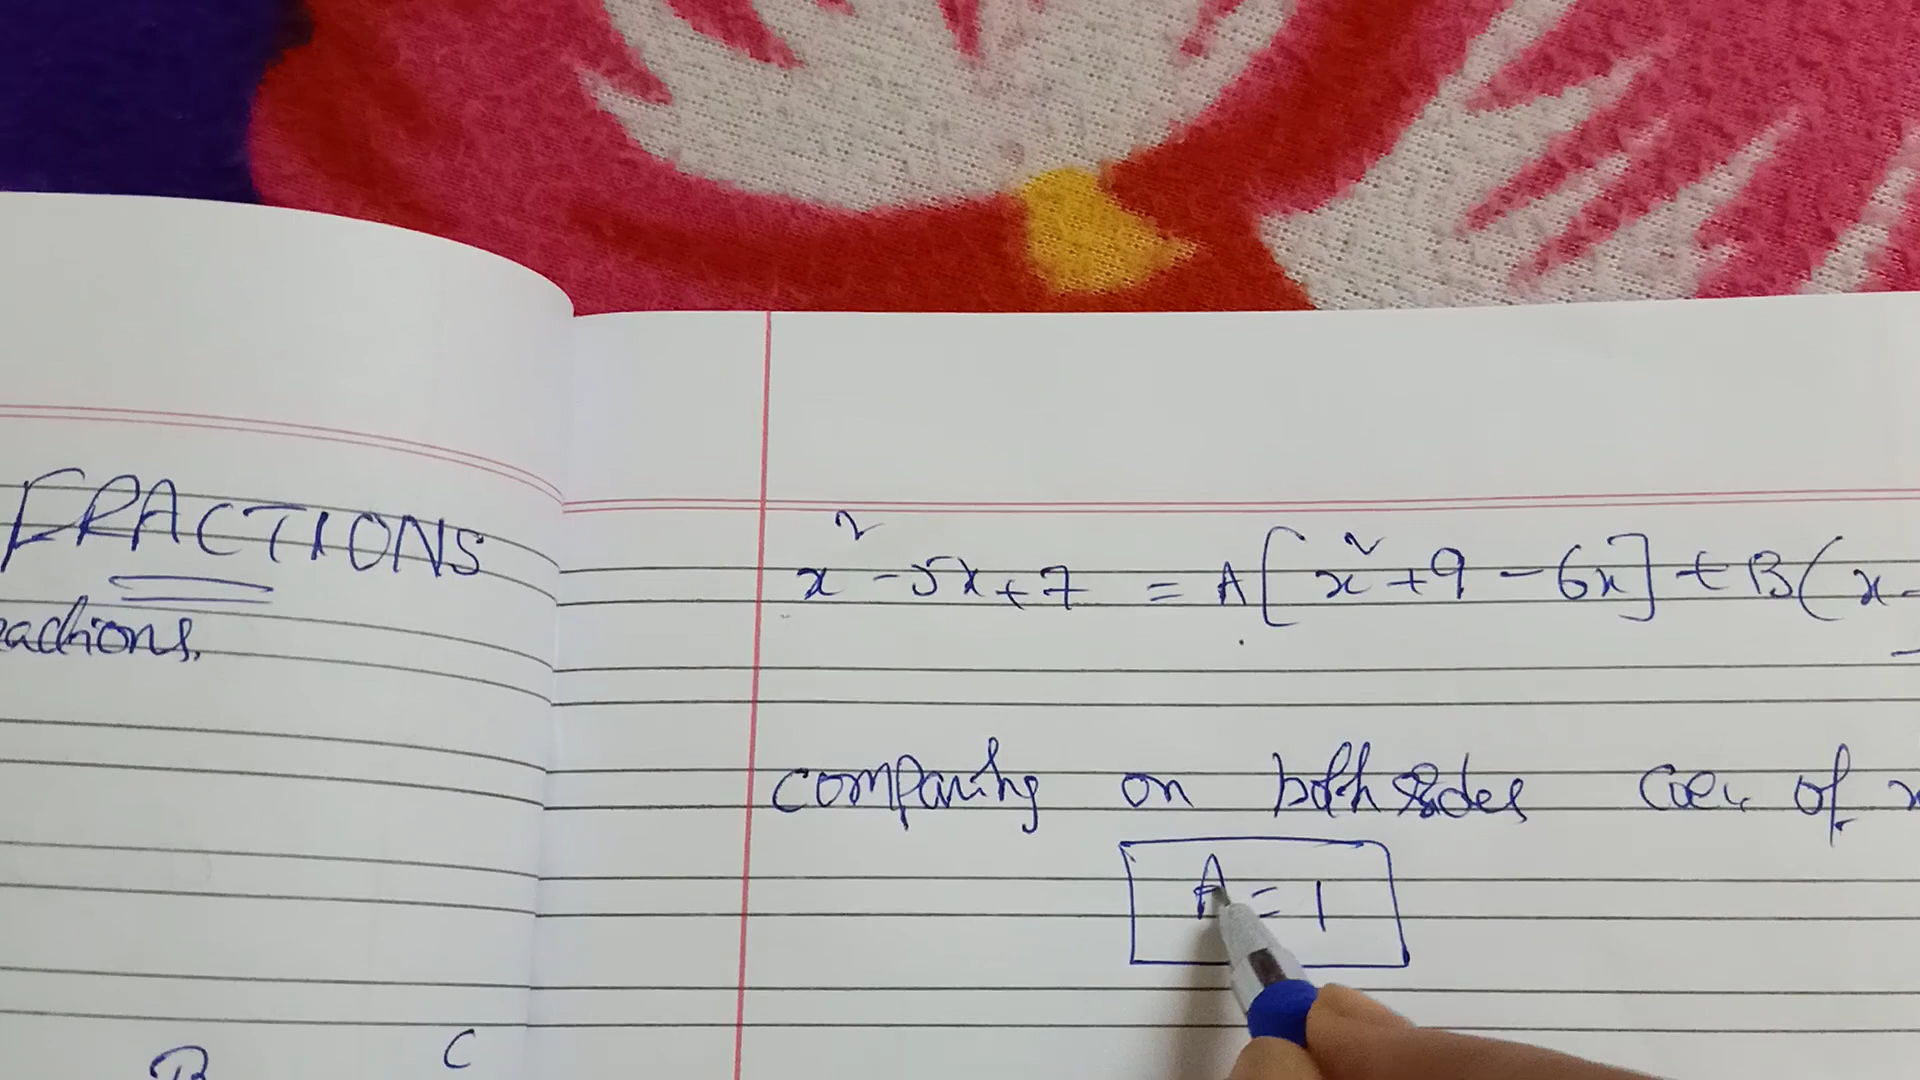 FRACTIONS
actions.
B C
x² - 5x + 7 = A[x² + 9 - 6x] + B(x -
comparing on both sides coe. of x
A = 1